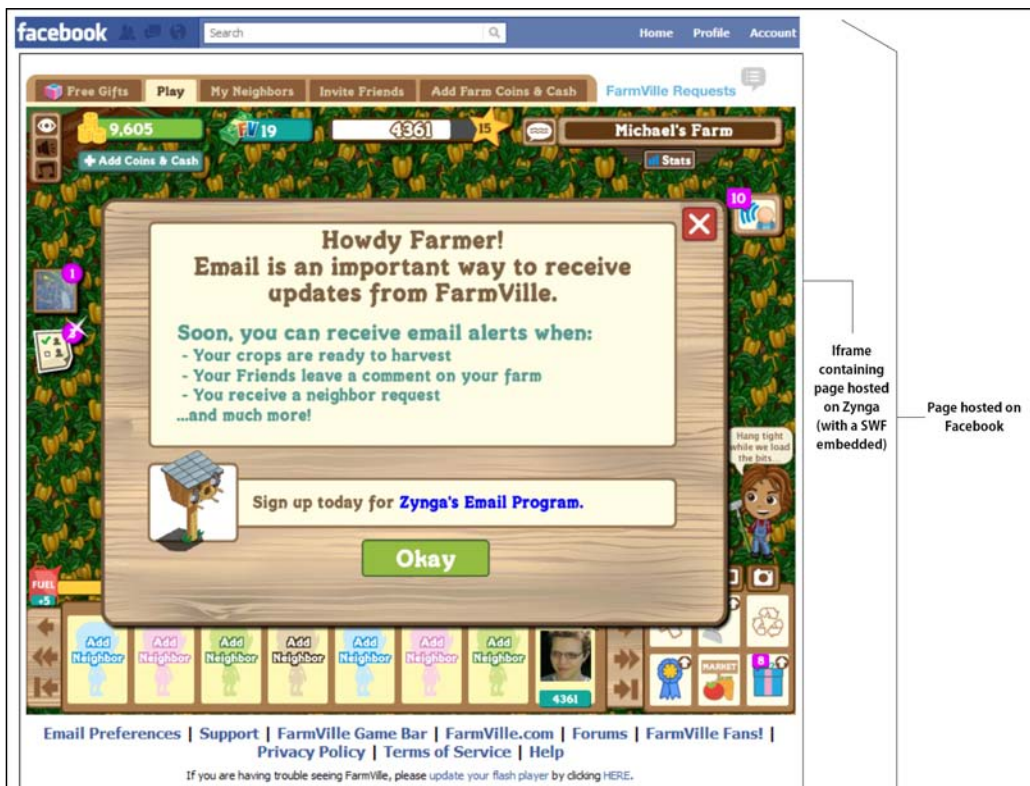 facebook
Search
Home Profile Account
Free Gifts Play My Neighbors Invite Friends Add Farm Coins & Cash FarmVille Requests
9,605 FV 19 4361 15 Michael's Farm
+ Add Coins & Cash Stats
10
Howdy Farmer!
Email is an important way to receive
updates from FarmVille.
1
Soon, you can receive email alerts when:
- Your crops are ready to harvest
- Your Friends leave a comment on your farm
- You receive a neighbor request
...and much more!
Hang tight
while we load
the bits...
Sign up today for Zynga's Email Program.
Okay
FUEL
+5
Add Neighbor
Add Neighbor
Add Neighbor
Add Neighbor
Add Neighbor
Add Neighbor
Add Neighbor
4361
MARKET
8
Email Preferences | Support | FarmVille Game Bar | FarmVille.com | Forums | FarmVille Fans! |
Privacy Policy | Terms of Service | Help
If you are having trouble seeing FarmVille, please update your flash player by clicking HERE.
Iframe
containing
page hosted
on Zynga
(with a SWF
embedded)
Page hosted on
Facebook